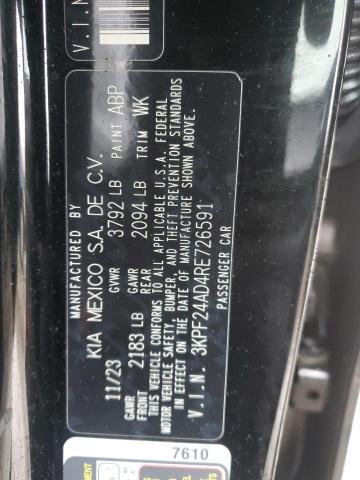 MANUFACTURED BY
KIA MEXICO S.A. DE C.V.
11/23 GVWR 3792 LB PAINT ABP
GAWR FRONT 2183 LB GAWR REAR 2094 LB TRIM WK
THIS VEHICLE CONFORMS TO ALL APPLICABLE U.S.A. FEDERAL
MOTOR VEHICLE SAFETY, BUMPER, AND THEFT PREVENTION STANDARDS
IN EFFECT ON THE DATE OF MANUFACTURE SHOWN ABOVE.
V.I.N. 3KPF24AD4RE726591
PASSENGER CAR
V.I.N.
7610